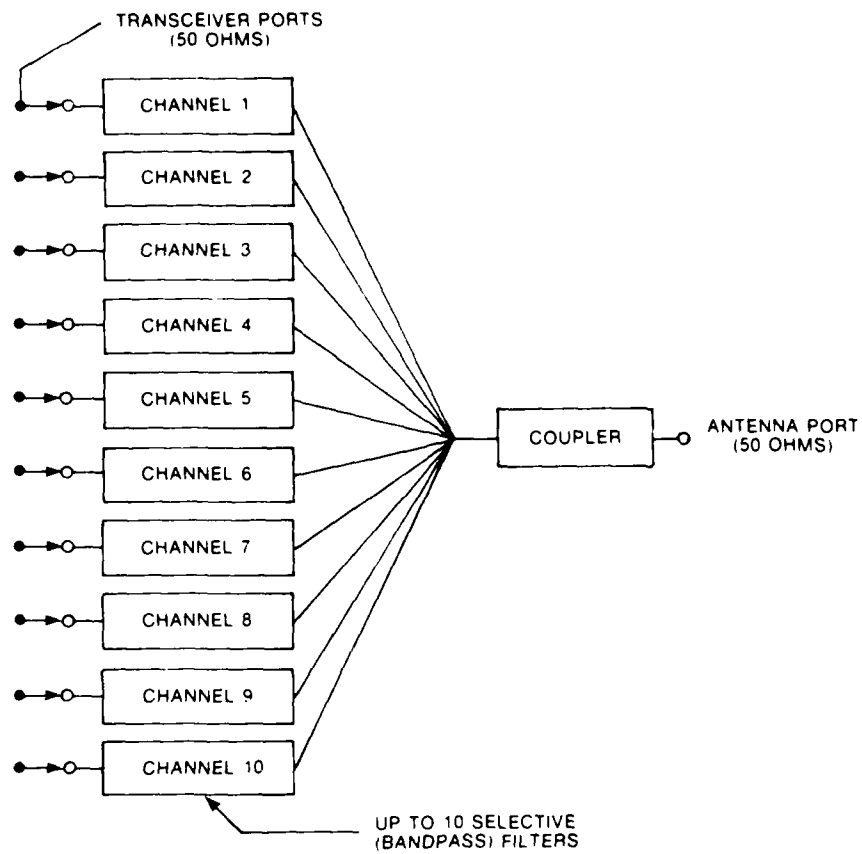 TRANSCEIVER PORTS
(50 OHMS)
CHANNEL 1
CHANNEL 2
CHANNEL 3
CHANNEL 4
CHANNEL 5
CHANNEL 6
CHANNEL 7
CHANNEL 8
CHANNEL 9
CHANNEL 10
COUPLER
ANTENNA PORT
(50 OHMS)
UP TO 10 SELECTIVE
(BANDPASS) FILTERS